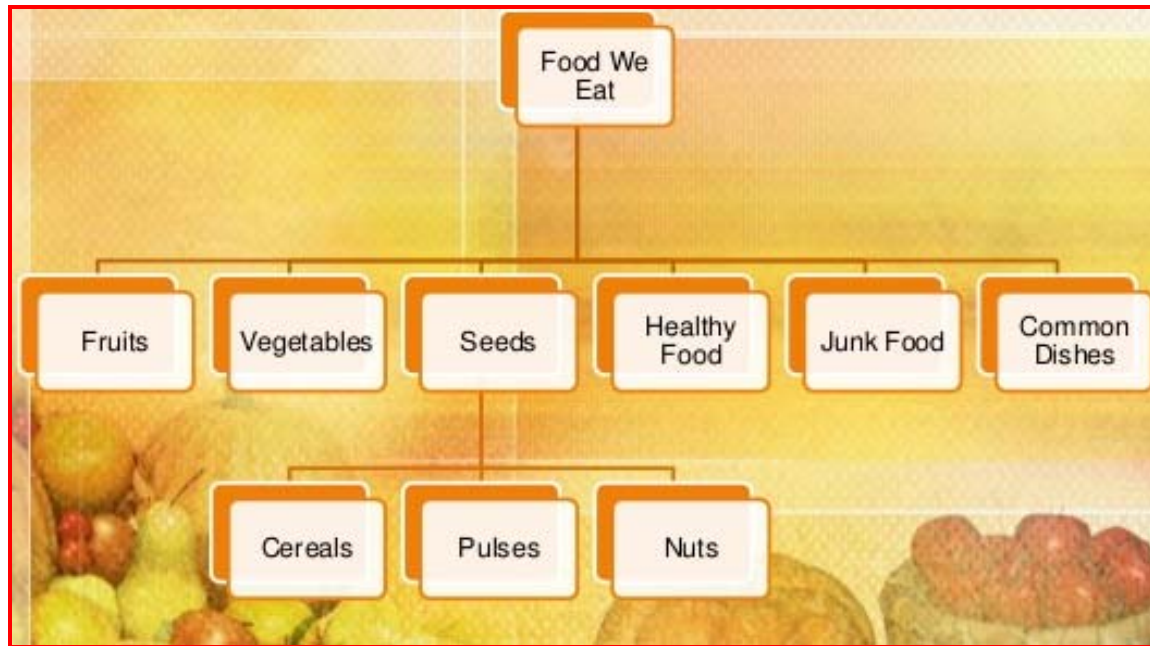 Food We
Eat
Fruits
Vegetables
Seeds
Healthy
Food
Junk Food
Common
Dishes
Cereals
Pulses
Nuts